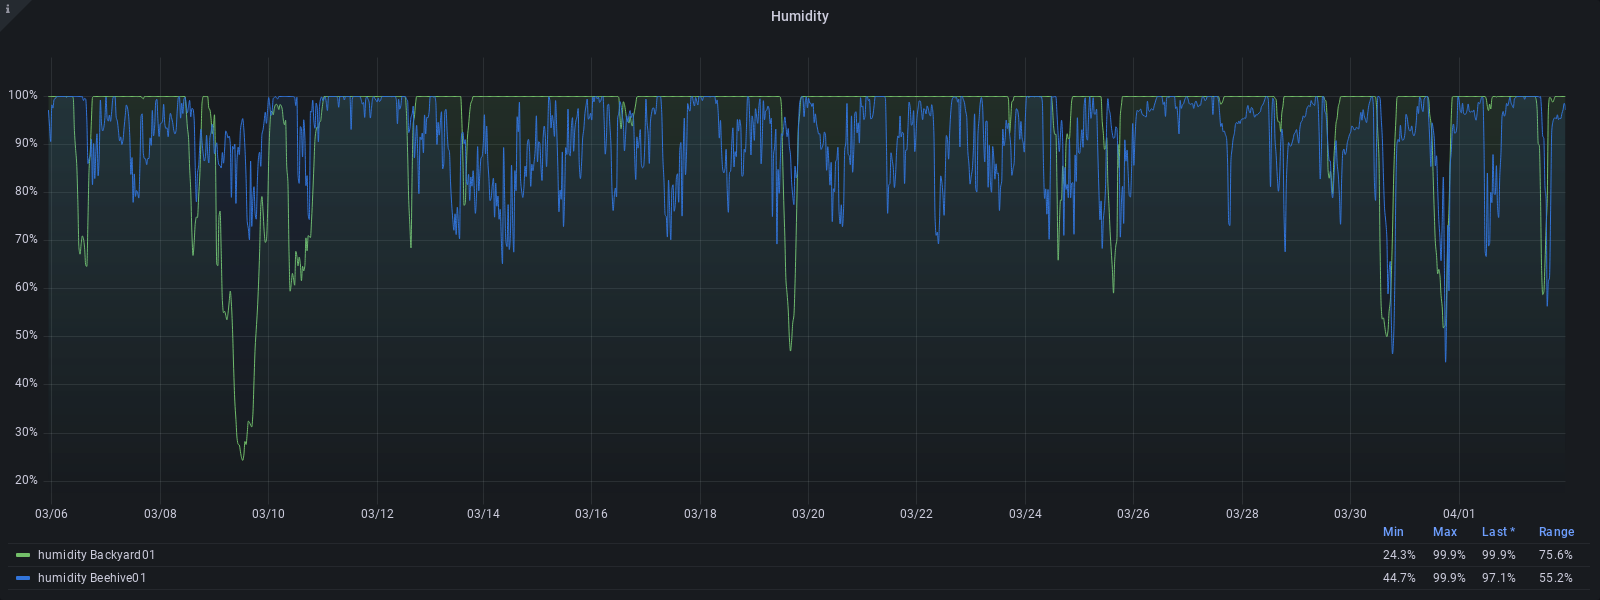 i
Humidity
100%
90%
80%
70%
60%
50%
40%
30%
20%
03/06 03/08 03/10 03/12 03/14 03/16 03/18 03/20 03/22 03/24 03/26 03/28 03/30 04/01
Min Max Last * Range
humidity Backyard01 24.3% 99.9% 99.9% 75.6%
humidity Beehive01 44.7% 99.9% 97.1% 55.2%